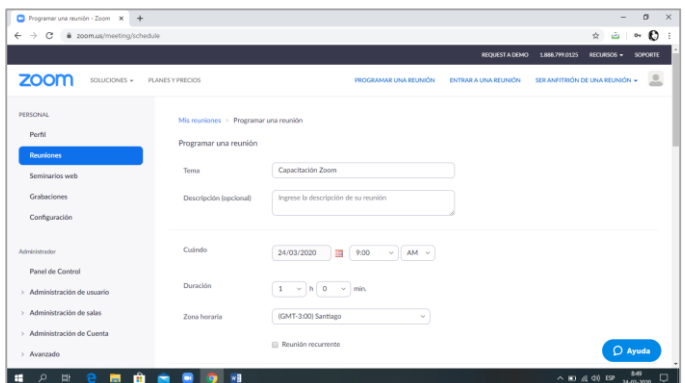 Programar una reunión - Zoom
zoom.us/meeting/schedule
REQUEST A DEMO 1.888.799.0125 RECURSOS SOPORTE
zoom SOLUCIONES PLANES Y PRECIOS PROGRAMAR UNA REUNIÓN ENTRAR A UNA REUNIÓN SER ANFITRIÓN DE UNA REUNIÓN
PERSONAL
Perfil
Reuniones
Seminarios web
Grabaciones
Configuración
Administrador
Panel de Control
Administración de usuario
Administración de salas
Administración de Cuenta
Avanzado
Mis reuniones > Programar una reunión
Programar una reunión
Tema Capacitación Zoom
Descripción (opcional) Ingrese la descripción de su reunión
Cuándo 24/03/2020 9:00 AM
Duración 1 h 0 min.
Zona horaria (GMT-3:00) Santiago
Reunión recurrente
Ayuda
ESP
8:49
24-03-2020